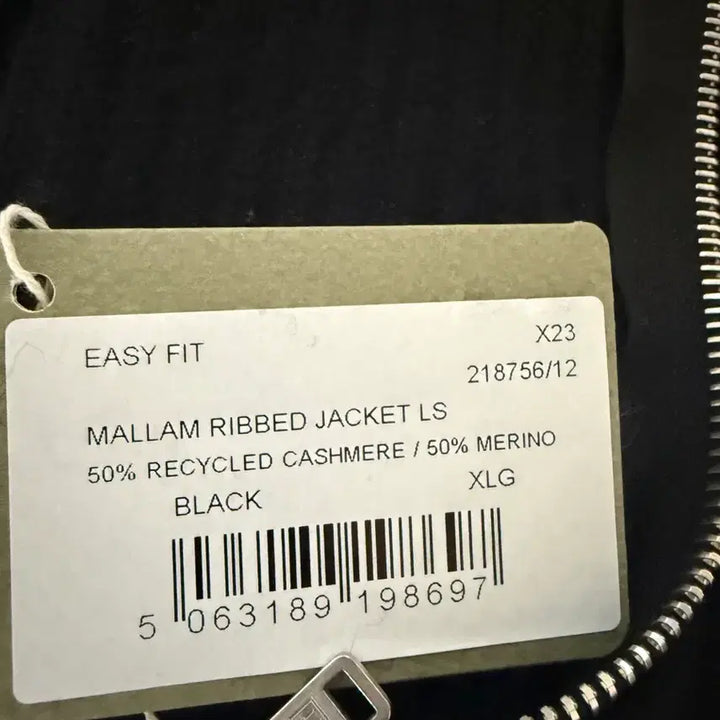 EASY FIT
X23
218756/12
MALLAM RIBBED JACKET LS
50% RECYCLED CASHMERE / 50% MERINO
BLACK XLG
5 063189 198697